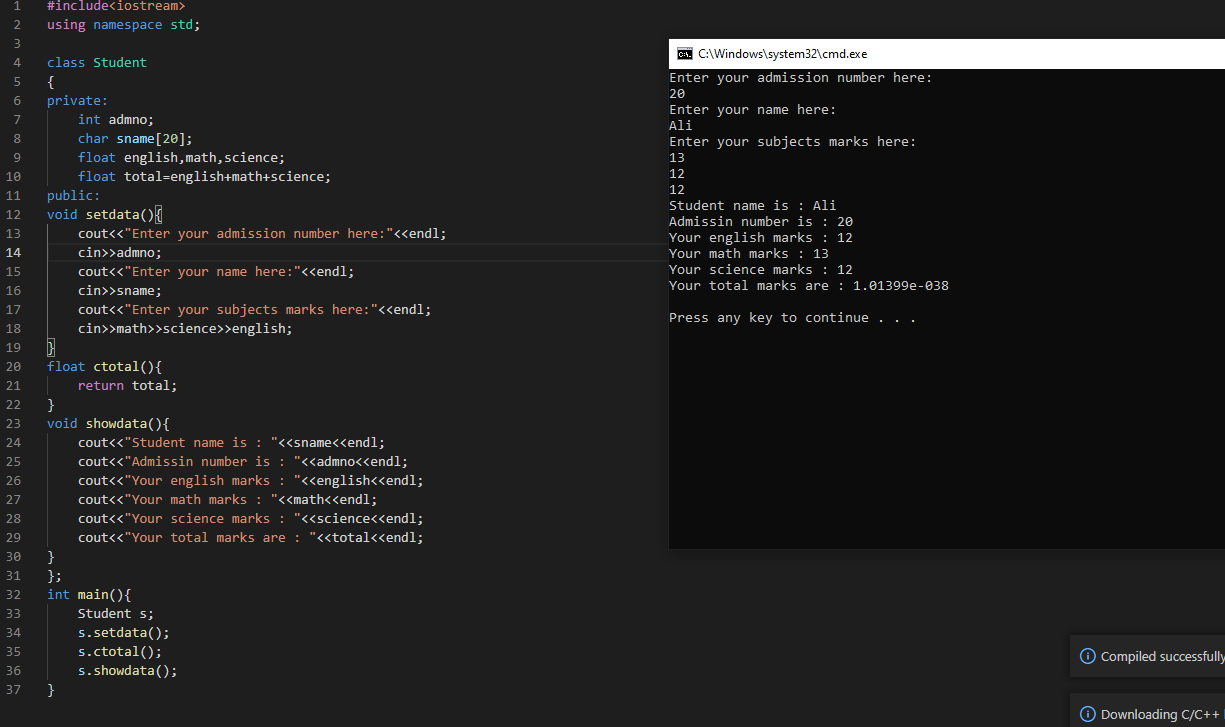 1 #include<iostream>
2 using namespace std;
3
4 class Student
5 {
6 private:
7     int admno;
8     char sname[20];
9     float english,math,science;
10     float total=english+math+science;
11 public:
12 void setdata(){
13     cout<<"Enter your admission number here:"<<endl;
14     cin>>admno;
15     cout<<"Enter your name here:"<<endl;
16     cin>>sname;
17     cout<<"Enter your subjects marks here:"<<endl;
18     cin>>math>>science>>english;
19 }
20 float ctotal(){
21     return total;
22 }
23 void showdata(){
24     cout<<"Student name is : "<<sname<<endl;
25     cout<<"Admissin number is : "<<admno<<endl;
26     cout<<"Your english marks : "<<english<<endl;
27     cout<<"Your math marks : "<<math<<endl;
28     cout<<"Your science marks : "<<science<<endl;
29     cout<<"Your total marks are : "<<total<<endl;
30 }
31 };
32 int main(){
33     Student s;
34     s.setdata();
35     s.ctotal();
36     s.showdata();
37 }
C:\Windows\system32\cmd.exe
Enter your admission number here:
20
Enter your name here:
Ali
Enter your subjects marks here:
13
12
12
Student name is : Ali
Admissin number is : 20
Your english marks : 12
Your math marks : 13
Your science marks : 12
Your total marks are : 1.01399e-038
Press any key to continue . . .
Compiled successfully
Downloading C/C++